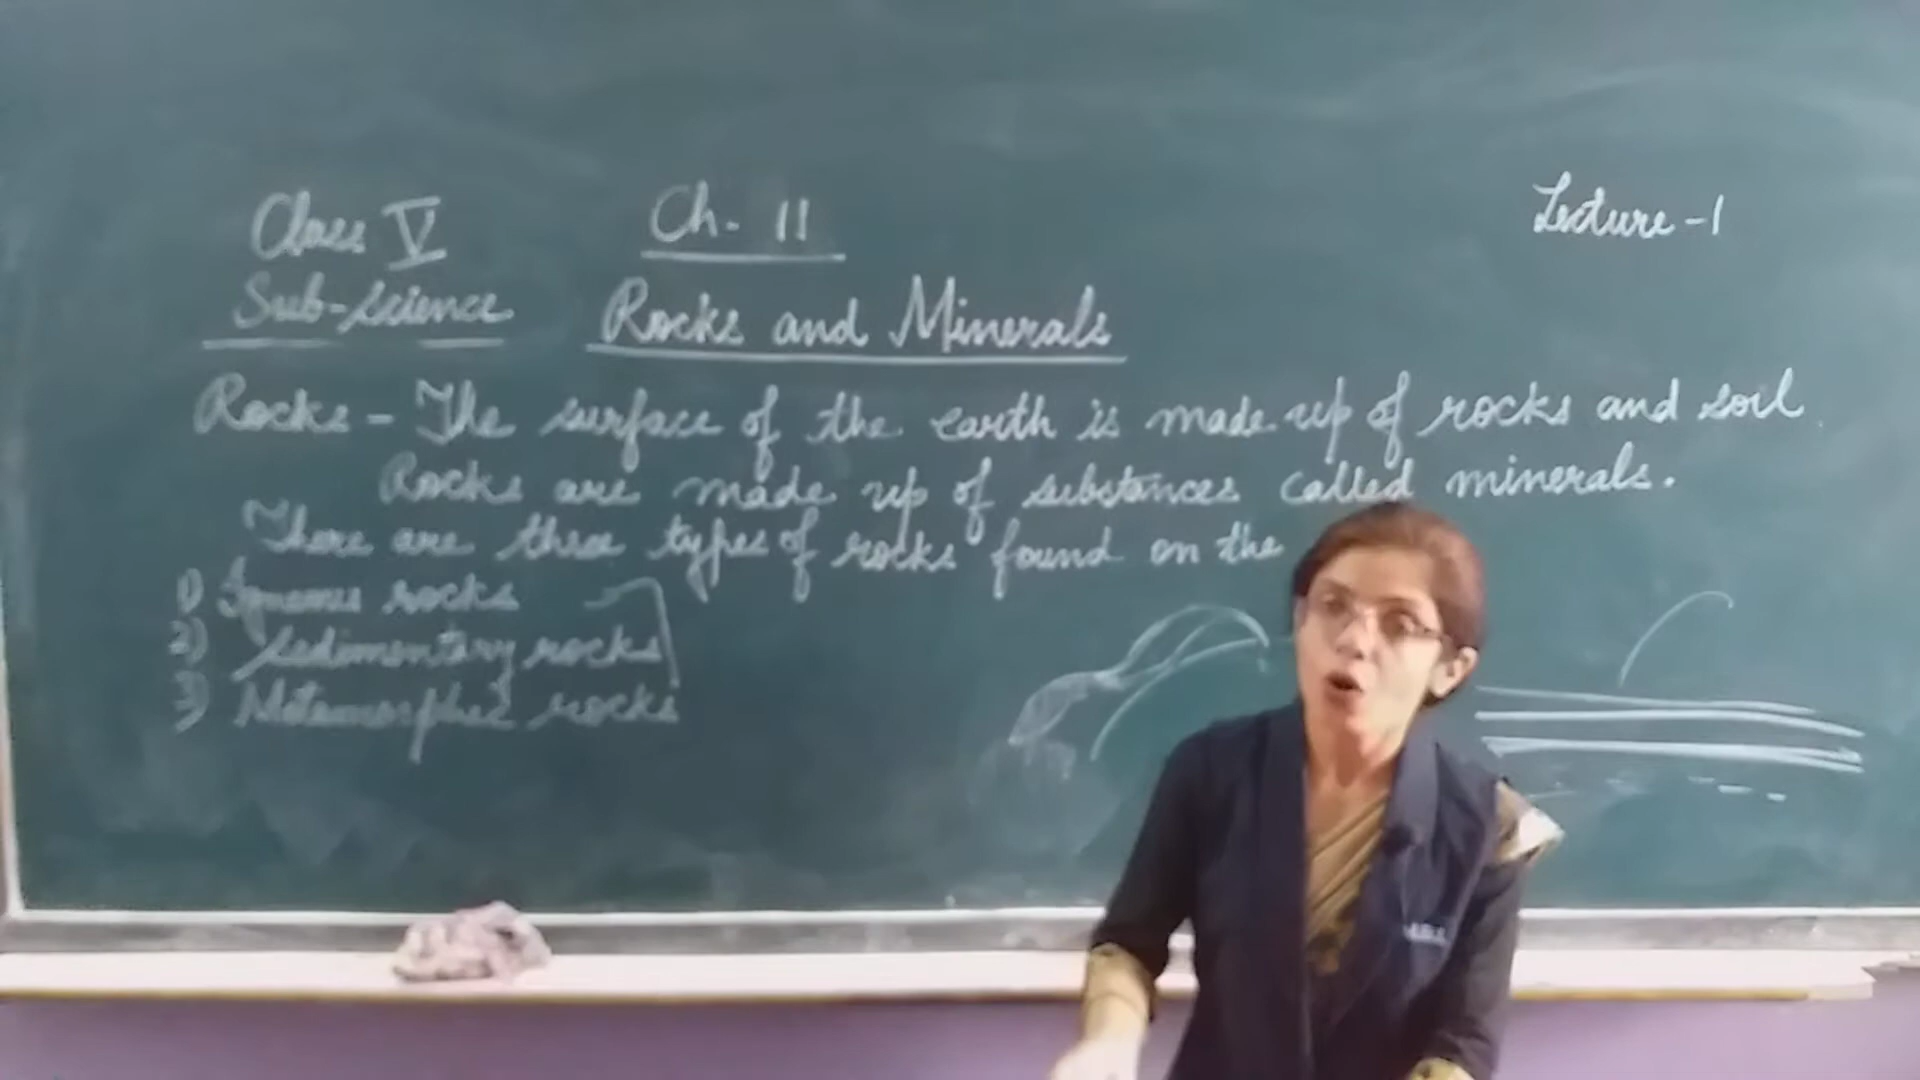 Class V
Ch- 11
Lecture-1
Sub-science
Rocks and Minerals
Rocks - The surface of the earth is made up of rocks and soil.
Rocks are made up of substances called minerals.
There are three types of rocks found on the
1) Igneous rocks
2) sedimentary rocks
3) Metamorphic rocks